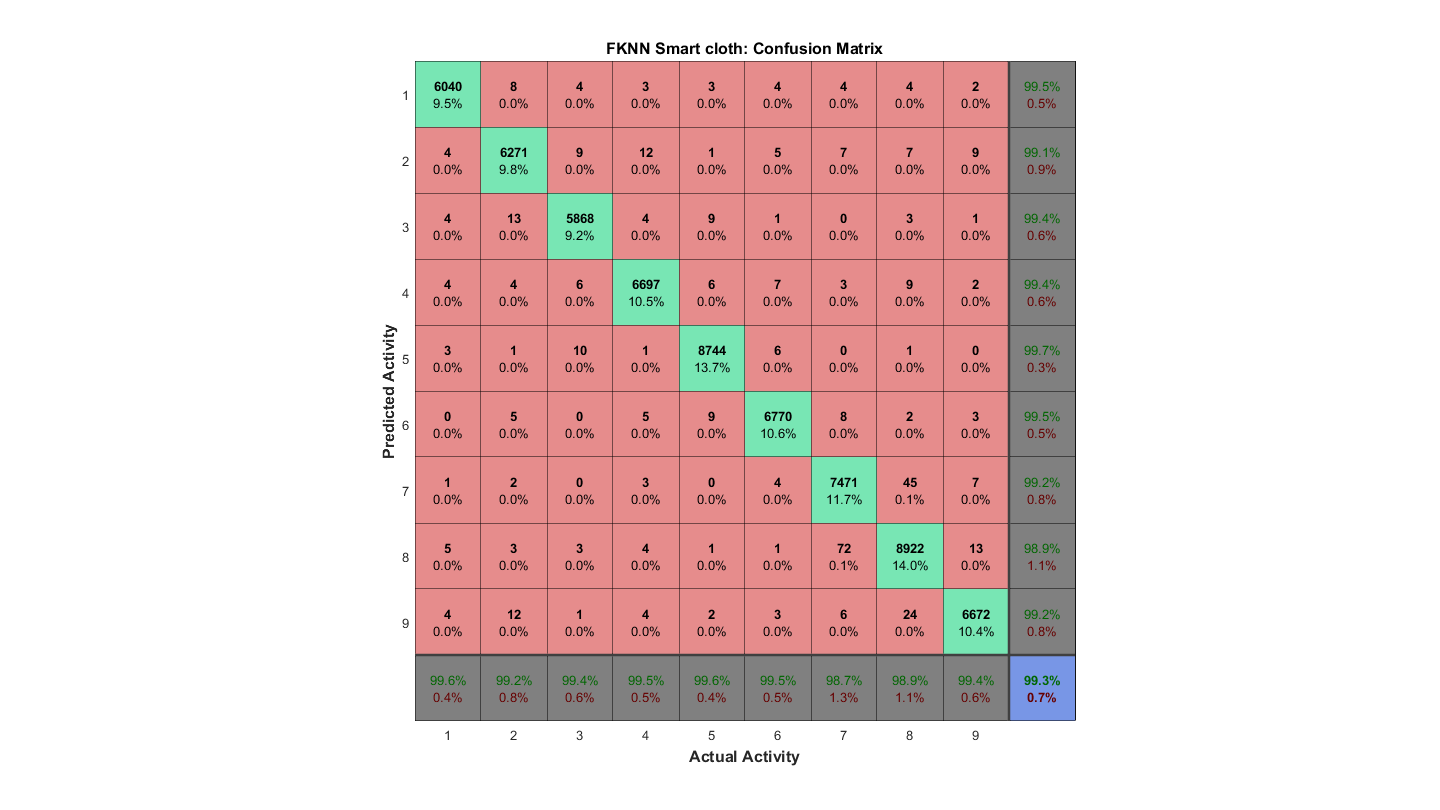 FKNN Smart cloth: Confusion Matrix
6040 8 4 3 3 4 4 4 2 99.5%
1
9.5% 0.0% 0.0% 0.0% 0.0% 0.0% 0.0% 0.0% 0.0% 0.5%
4 6271 9 12 1 5 7 7 9 99.1%
2
0.0% 9.8% 0.0% 0.0% 0.0% 0.0% 0.0% 0.0% 0.0% 0.9%
4 13 5868 4 9 1 0 3 1 99.4%
3
0.0% 0.0% 9.2% 0.0% 0.0% 0.0% 0.0% 0.0% 0.0% 0.6%
4 4 6 6697 6 7 3 9 2 99.4%
4
0.0% 0.0% 0.0% 10.5% 0.0% 0.0% 0.0% 0.0% 0.0% 0.6%
3 1 10 1 8744 6 0 1 0 99.7%
5
0.0% 0.0% 0.0% 0.0% 13.7% 0.0% 0.0% 0.0% 0.0% 0.3%
Predicted Activity
0 5 0 5 9 6770 8 2 3 99.5%
6
0.0% 0.0% 0.0% 0.0% 0.0% 10.6% 0.0% 0.0% 0.0% 0.5%
1 2 0 3 0 4 7471 45 7 99.2%
7
0.0% 0.0% 0.0% 0.0% 0.0% 0.0% 11.7% 0.1% 0.0% 0.8%
5 3 3 4 1 1 72 8922 13 98.9%
8
0.0% 0.0% 0.0% 0.0% 0.0% 0.0% 0.1% 14.0% 0.0% 1.1%
4 12 1 4 2 3 6 24 6672 99.2%
9
0.0% 0.0% 0.0% 0.0% 0.0% 0.0% 0.0% 0.0% 10.4% 0.8%
99.6% 99.2% 99.4% 99.5% 99.6% 99.5% 98.7% 98.9% 99.4% 99.3%
0.4% 0.8% 0.6% 0.5% 0.4% 0.5% 1.3% 1.1% 0.6% 0.7%
1 2 3 4 5 6 7 8 9
Actual Activity